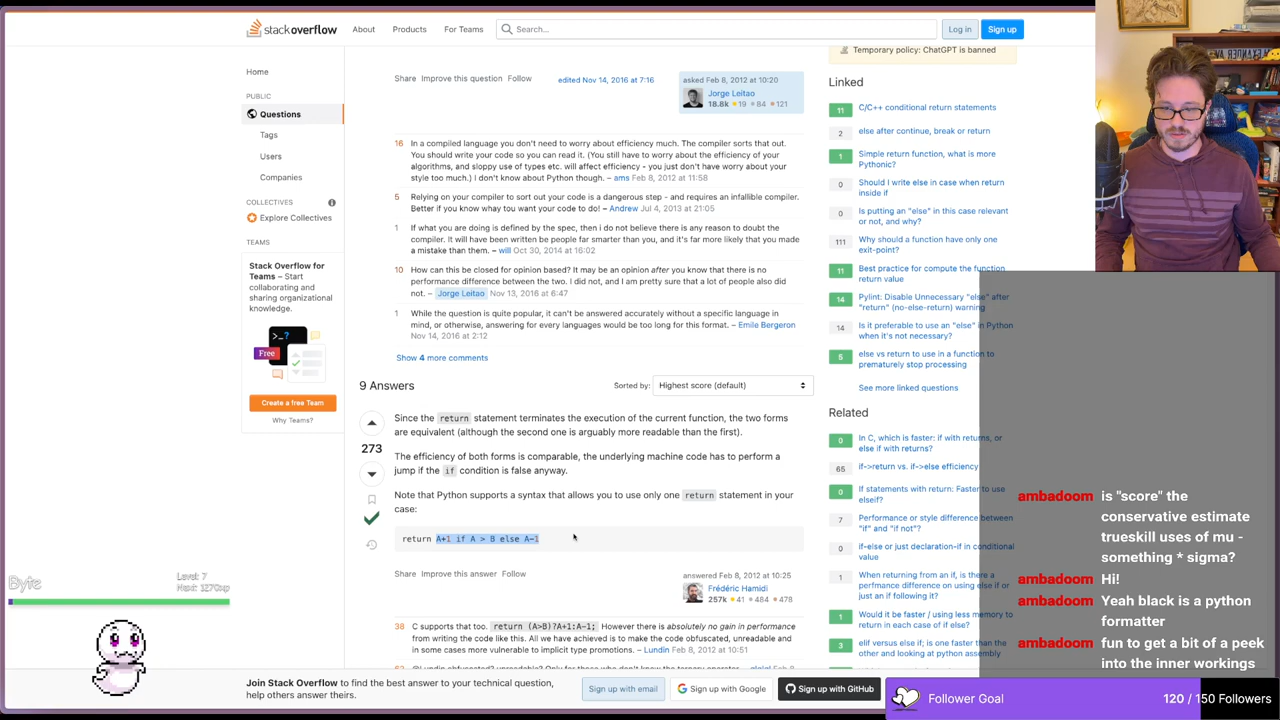 stackoverflow
About
Products
For Teams
Search...
Log in
Sign up
Home
PUBLIC
Questions
Tags
Users
Companies
COLLECTIVES
Explore Collectives
TEAMS
Stack Overflow for
Teams – Start
collaborating and
sharing organizational
knowledge.
Free
Create a free Team
Why Teams?
Share Improve this question Follow
edited Nov 14, 2016 at 7:16
asked Feb 8, 2012 at 10:20
Jorge Leitao
18.8k 19 84 121
16 In a compiled language you don't need to worry about efficiency much. The compiler sorts that out.
You should write your code so you can read it. (You still have to worry about the efficiency of your
algorithms, and sloppy use of types etc. will affect efficiency - you just don't have worry about your
style too much.) I don't know about Python though. – ams Feb 8, 2012 at 11:58
5 Relying on your compiler to sort out your code is a dangerous step - and requires an infallible compiler.
Better if you know whay tou want your code to do! – Andrew Jul 4, 2013 at 21:05
1 If what you are doing is defined by the spec, then i do not believe there is any reason to doubt the
compiler. It will have been written be people far smarter than you, and it's far more likely that you made
a mistake than them. – will Oct 30, 2014 at 16:02
10 How can this be closed for opinion based? It may be an opinion after you know that there is no
performance difference between the two. I did not, and I am pretty sure that a lot of people also did
not. – Jorge Leitao Nov 13, 2016 at 6:47
1 While the question is quite popular, it can't be answered accurately without a specific language in
mind, or otherwise, answering for every languages would be too long for this format. – Emile Bergeron
Nov 14, 2016 at 2:12
Show 4 more comments
9 Answers
Sorted by: Highest score (default)
273
Since the return statement terminates the execution of the current function, the two forms
are equivalent (although the second one is arguably more readable than the first).
The efficiency of both forms is comparable, the underlying machine code has to perform a
jump if the if condition is false anyway.
Note that Python supports a syntax that allows you to use only one return statement in your
case:
return A+1 if A > B else A-1
Share Improve this answer Follow
answered Feb 8, 2012 at 10:25
Frédéric Hamidi
257k 41 484 478
38 C supports that too. return (A>B)?A+1:A-1; However there is absolutely no gain in performance
from writing the code like this. All we have achieved is to make the code obfuscated, unreadable and
in some cases more vulnerable to implicit type promotions. – Lundin Feb 8, 2012 at 10:51
Temporary policy: ChatGPT is banned
Linked
11 C/C++ conditional return statements
2 else after continue, break or return
1 Simple return function, what is more
Pythonic?
0 Should I write else in case when return
inside if
0 Is putting an "else" in this case relevant
or not, and why?
111 Why should a function have only one
exit-point?
11 Best practice for compute the function
return value
14 Pylint: Disable Unnecessary "else" after
"return" (no-else-return) warning
14 Is it preferable to use an "else" in Python
when it's not necessary?
5 else vs return to use in a function to
prematurely stop processing
See more linked questions
Related
0 In C, which is faster: if with returns, or
else if with returns?
65 if->return vs. if->else efficiency
0 If statements with return: Faster to use
elseif?
7 Performance or style difference between
"if" and "if not"?
0 if-else or just declaration-if in conditional
value
1 When returning from an if, is there a
perfmance difference on using else if or
just an if following it?
1 Would it be faster / using less memory to
return in each case of if else?
3 elif versus else if; is one faster than the
other and looking at python assembly
Join Stack Overflow to find the best answer to your technical question,
help others answer theirs.
Sign up with email
Sign up with Google
Sign up with GitHub
Byte
Level: 7
Next: 1270xp
ambadoom is "score" the
conservative estimate
trueskill uses of mu -
something * sigma?
ambadoom Hi!
ambadoom Yeah black is a python
formatter
ambadoom fun to get a bit of a peek
into the inner workings
Follower Goal
120 / 150 Followers